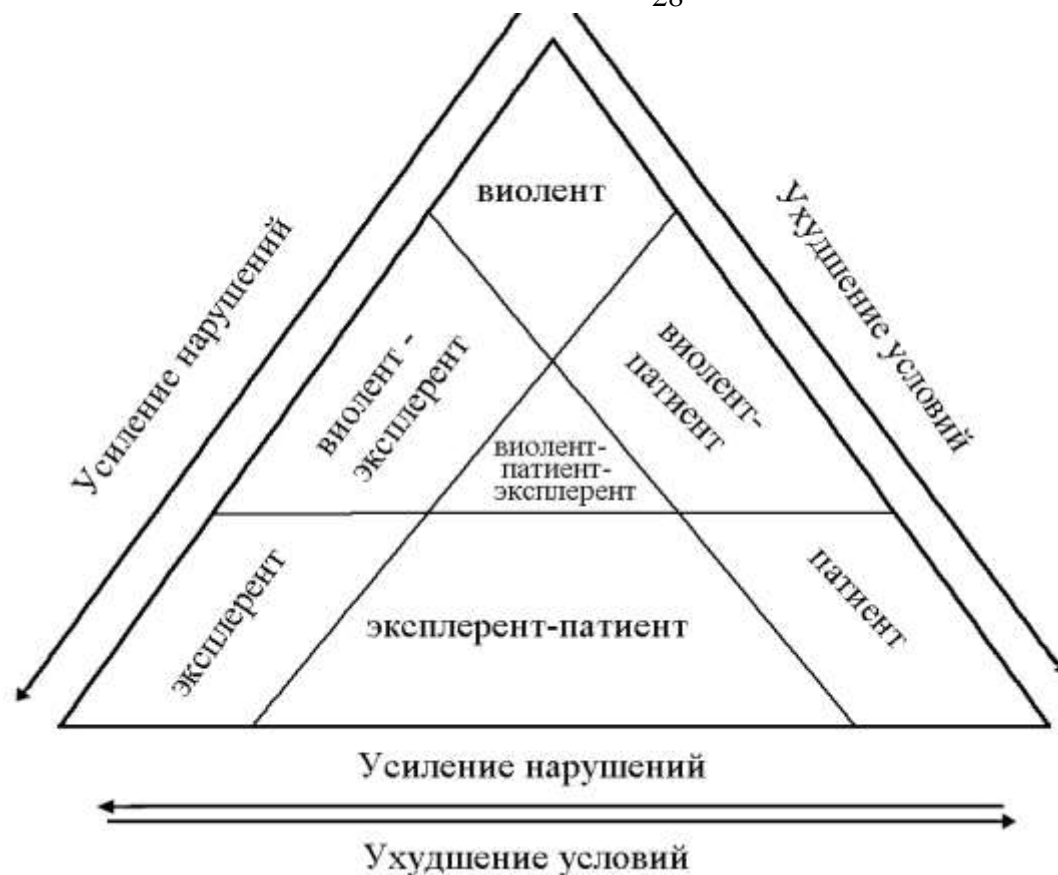 28
виолент
Усиление нарушений
Ухудшение условий
виолент -
эксплерент
виолент-
патиент
виолент-
патиент-
эксплерент
эксплерент
эксплерент-патиент
патиент
Усиление нарушений
Ухудшение условий